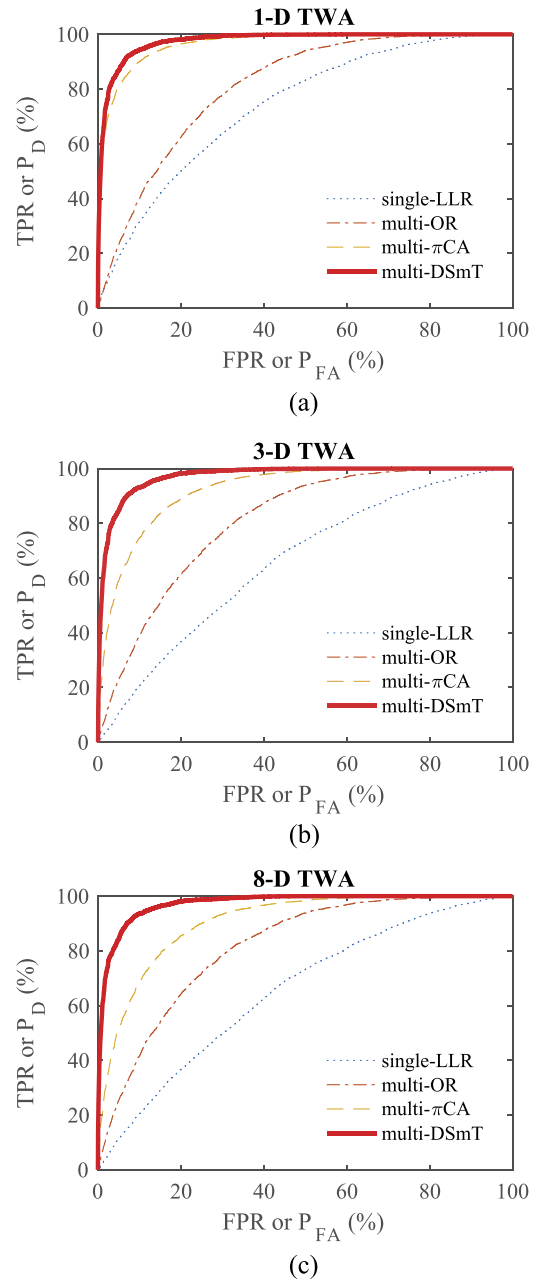 1-D TWA
100
80
60
40
20
0
TPR or P_D (%)
single-LLR
multi-OR
multi-πCA
multi-DSmT
0 20 40 60 80 100
FPR or P_FA (%)
(a)
3-D TWA
100
80
60
40
20
0
TPR or P_D (%)
single-LLR
multi-OR
multi-πCA
multi-DSmT
0 20 40 60 80 100
FPR or P_FA (%)
(b)
8-D TWA
100
80
60
40
20
0
TPR or P_D (%)
single-LLR
multi-OR
multi-πCA
multi-DSmT
0 20 40 60 80 100
FPR or P_FA (%)
(c)